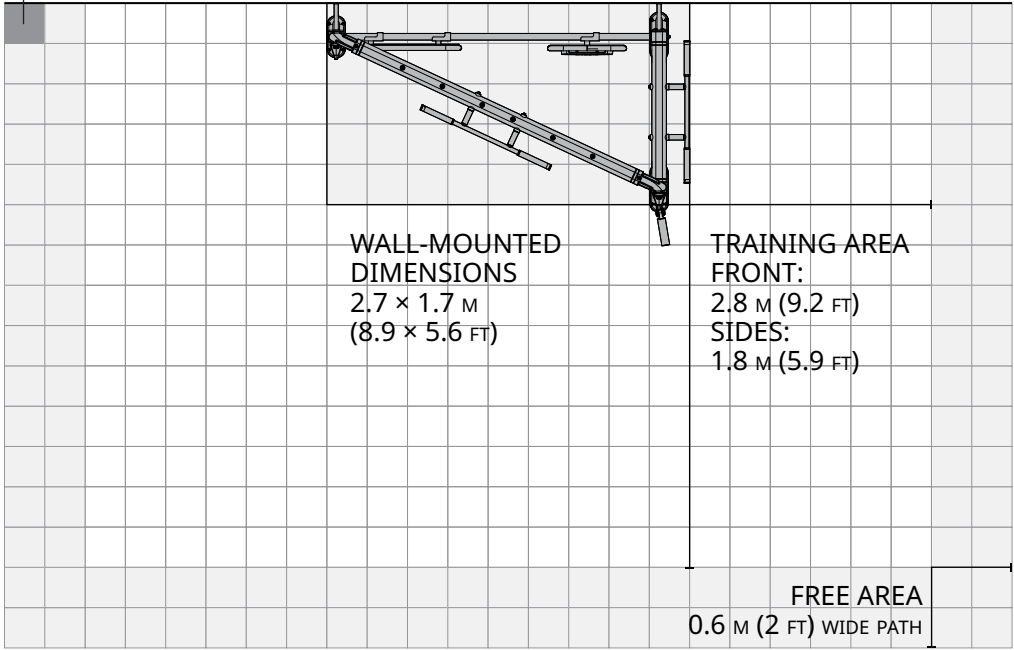 WALL-MOUNTED
DIMENSIONS
2.7 × 1.7 M
(8.9 × 5.6 FT)
TRAINING AREA
FRONT:
2.8 M (9.2 FT)
SIDES:
1.8 M (5.9 FT)
FREE AREA
0.6 M (2 FT) WIDE PATH